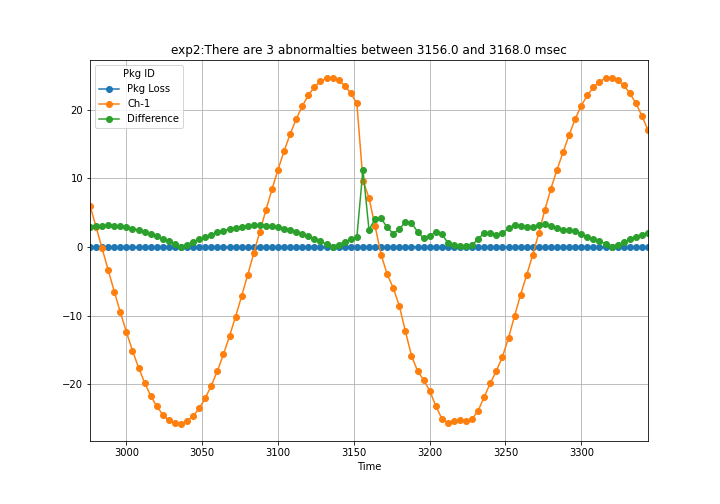 exp2:There are 3 abnormalties between 3156.0 and 3168.0 msec
Pkg ID
Pkg Loss
Ch-1
Difference
20
10
0
−10
−20
3000 3050 3100 3150 3200 3250 3300
Time